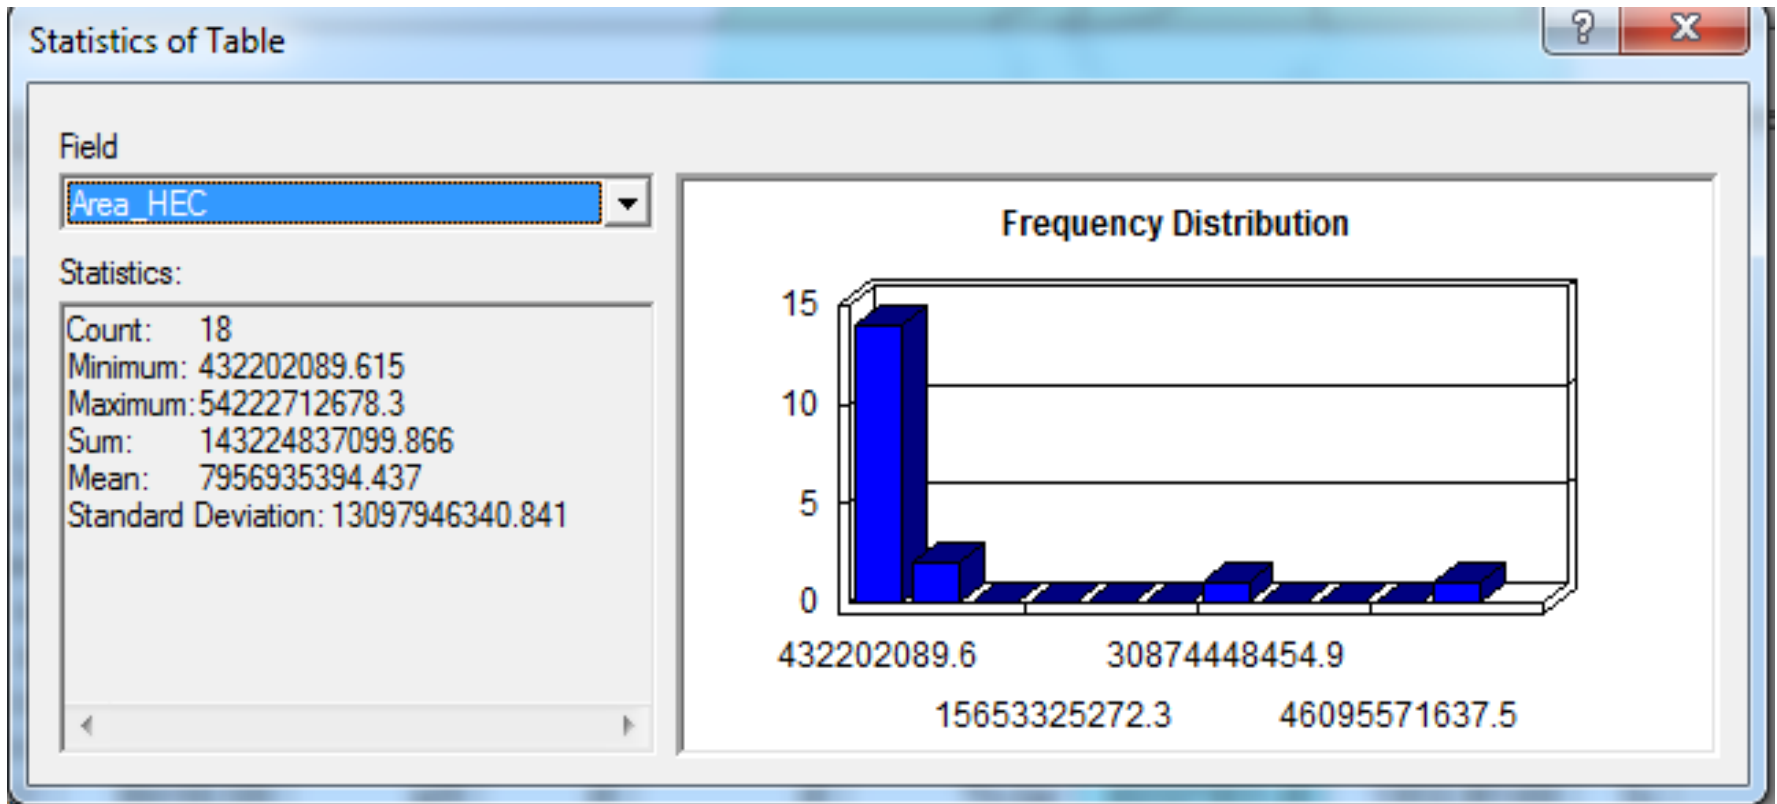 Statistics of Table
?
X
Field
Area_HEC
Statistics:
Count: 18
Minimum: 432202089.615
Maximum: 54222712678.3
Sum: 143224837099.866
Mean: 7956935394.437
Standard Deviation: 13097946340.841
Frequency Distribution
15
10
5
0
432202089.6 30874448454.9
15653325272.3 46095571637.5